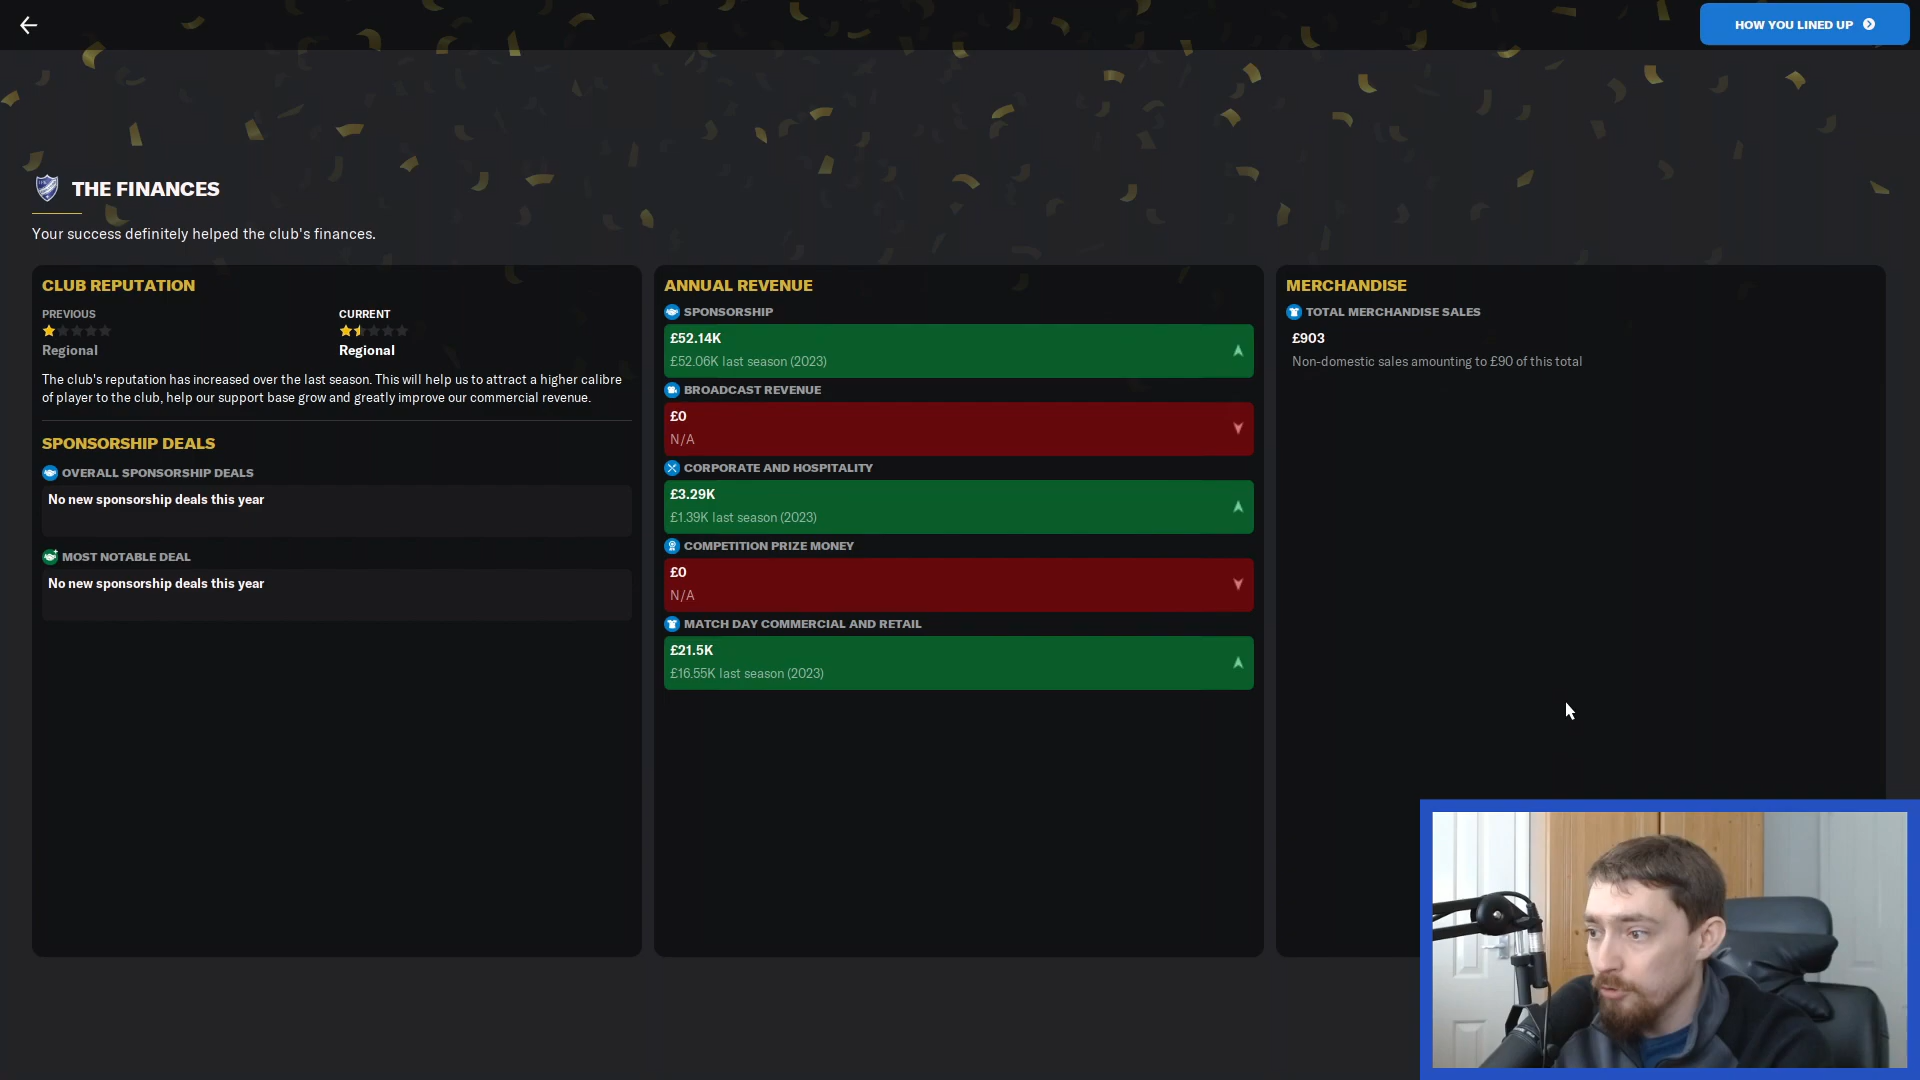 HOW YOU LINED UP
THE FINANCES
Your success definitely helped the club's finances.
CLUB REPUTATION
PREVIOUS
CURRENT
Regional
Regional
The club's reputation has increased over the last season. This will help us to attract a higher calibre
of player to the club, help our support base grow and greatly improve our commercial revenue.
SPONSORSHIP DEALS
OVERALL SPONSORSHIP DEALS
No new sponsorship deals this year
MOST NOTABLE DEAL
No new sponsorship deals this year
ANNUAL REVENUE
SPONSORSHIP
£52.14K
£52.06K last season (2023)
BROADCAST REVENUE
£0
N/A
CORPORATE AND HOSPITALITY
£3.29K
£1.39K last season (2023)
COMPETITION PRIZE MONEY
£0
N/A
MATCH DAY COMMERCIAL AND RETAIL
£21.5K
£16.55K last season (2023)
MERCHANDISE
TOTAL MERCHANDISE SALES
£903
Non-domestic sales amounting to £90 of this total